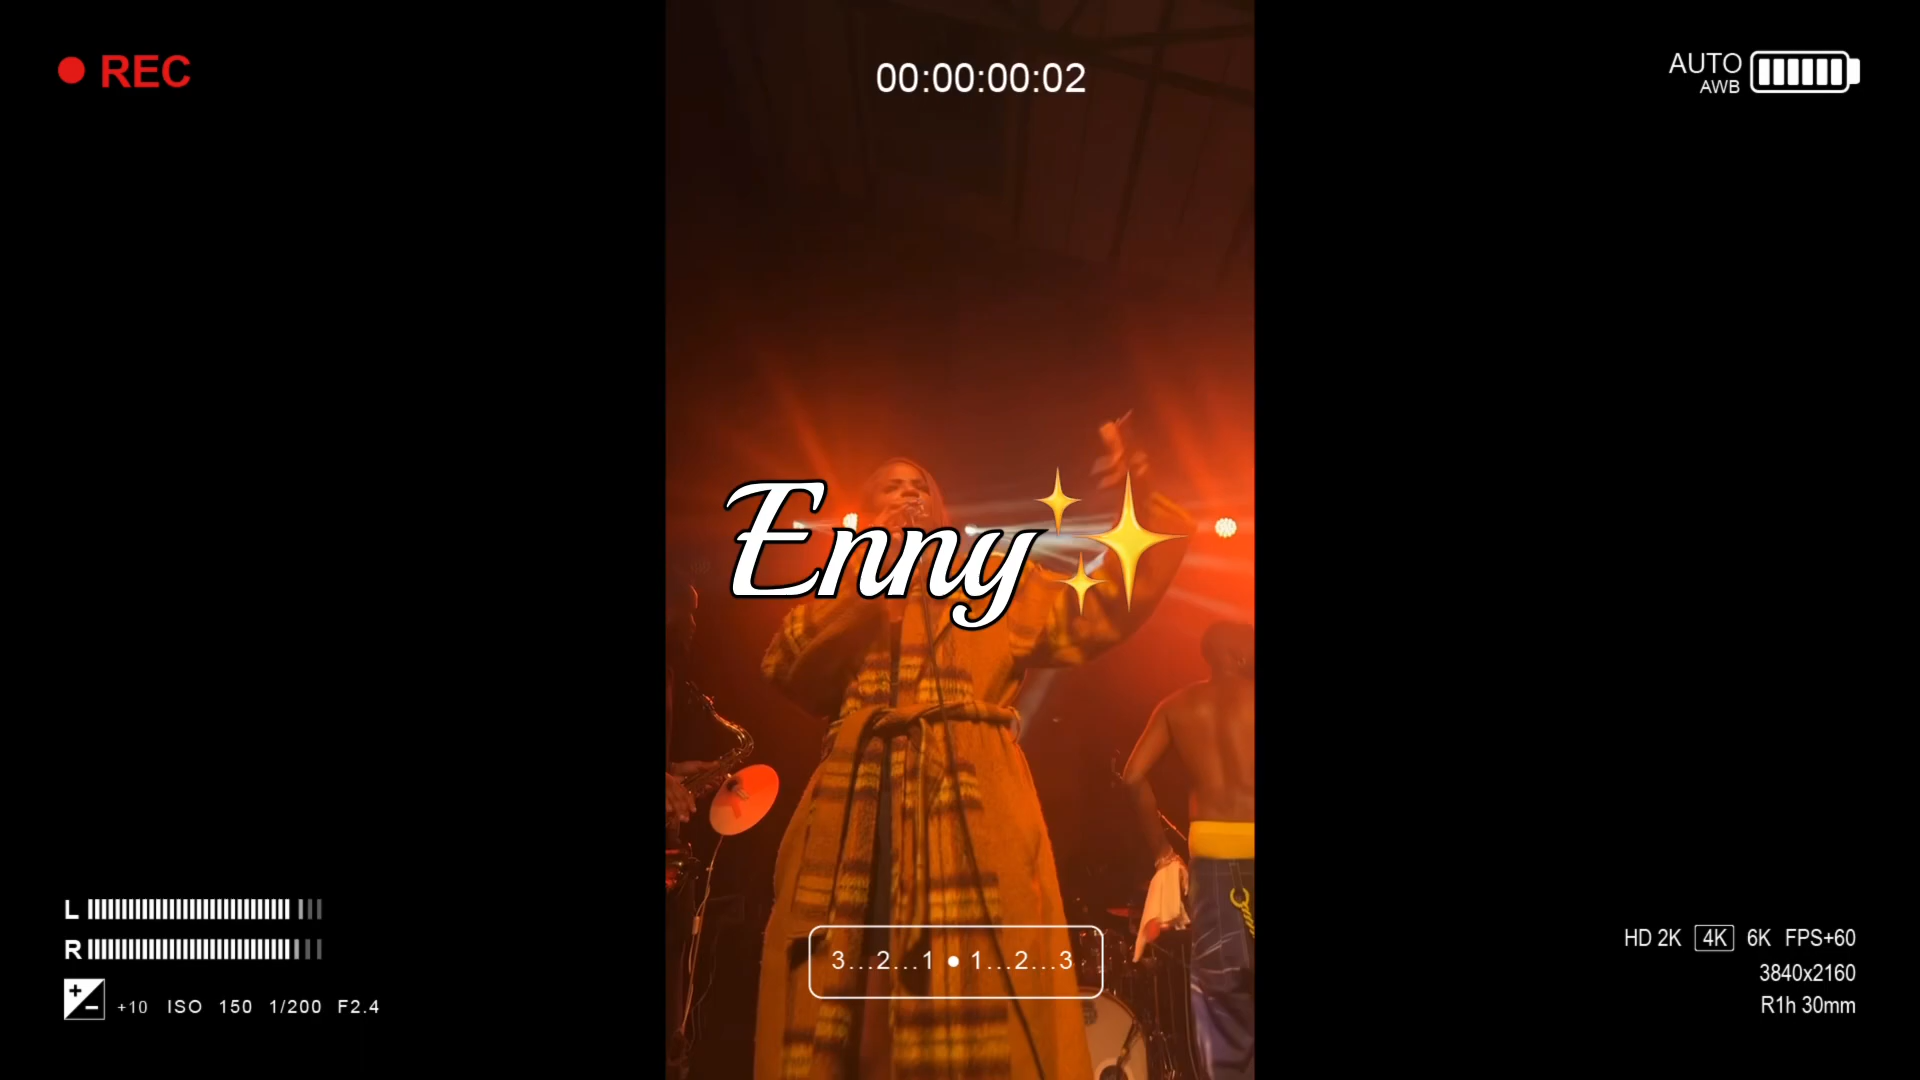 REC
00:00:00:02
AUTO
AWB
Enny✨
L
R
+10 ISO 150 1/200 F2.4
3...2...1 ● 1...2...3
HD 2K 4K 6K FPS+60
3840x2160
R1h 30mm